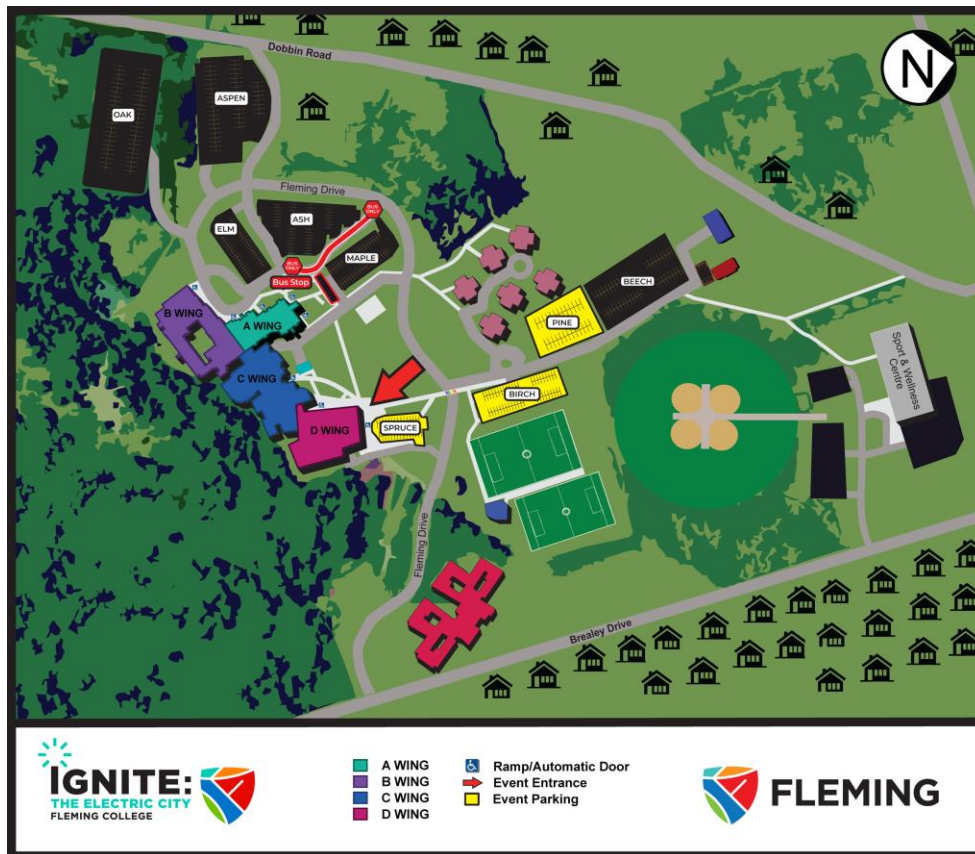 Dobbin Road
N
OAK
ASPEN
Fleming Drive
ELM
ASH
BUS
ONLY
MAPLE
BUS
ONLY
Bus Stop
BEECH
B WING
A WING
PINE
Sport & Wellness
Centre
C WING
BIRCH
D WING
SPRUCE
Fleming Drive
Brealey Drive
IGNITE:
THE ELECTRIC CITY
FLEMING COLLEGE
A WING
B WING
C WING
D WING
Ramp/Automatic Door
Event Entrance
Event Parking
FLEMING